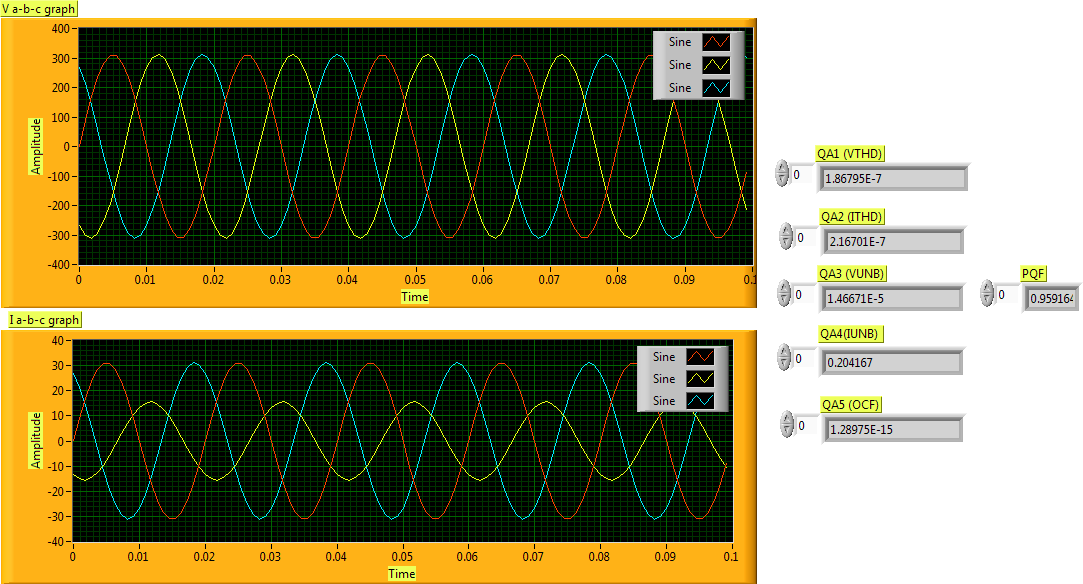 V a-b-c graph
400
300
200
100
0
-100
-200
-300
-400
Amplitude
Sine
Sine
Sine
0 0.01 0.02 0.03 0.04 0.05 0.06 0.07 0.08 0.09 0.1
Time
I a-b-c graph
40
30
20
10
0
-10
-20
-30
-40
Amplitude
Sine
Sine
Sine
0 0.01 0.02 0.03 0.04 0.05 0.06 0.07 0.08 0.09 0.1
Time
QA1 (VTHD)
0 1.86795E-7
QA2 (ITHD)
0 2.16701E-7
QA3 (VUNB)
0 1.46671E-5
PQF
0 0.959164
QA4(IUNB)
0 0.204167
QA5 (OCF)
0 1.28975E-15